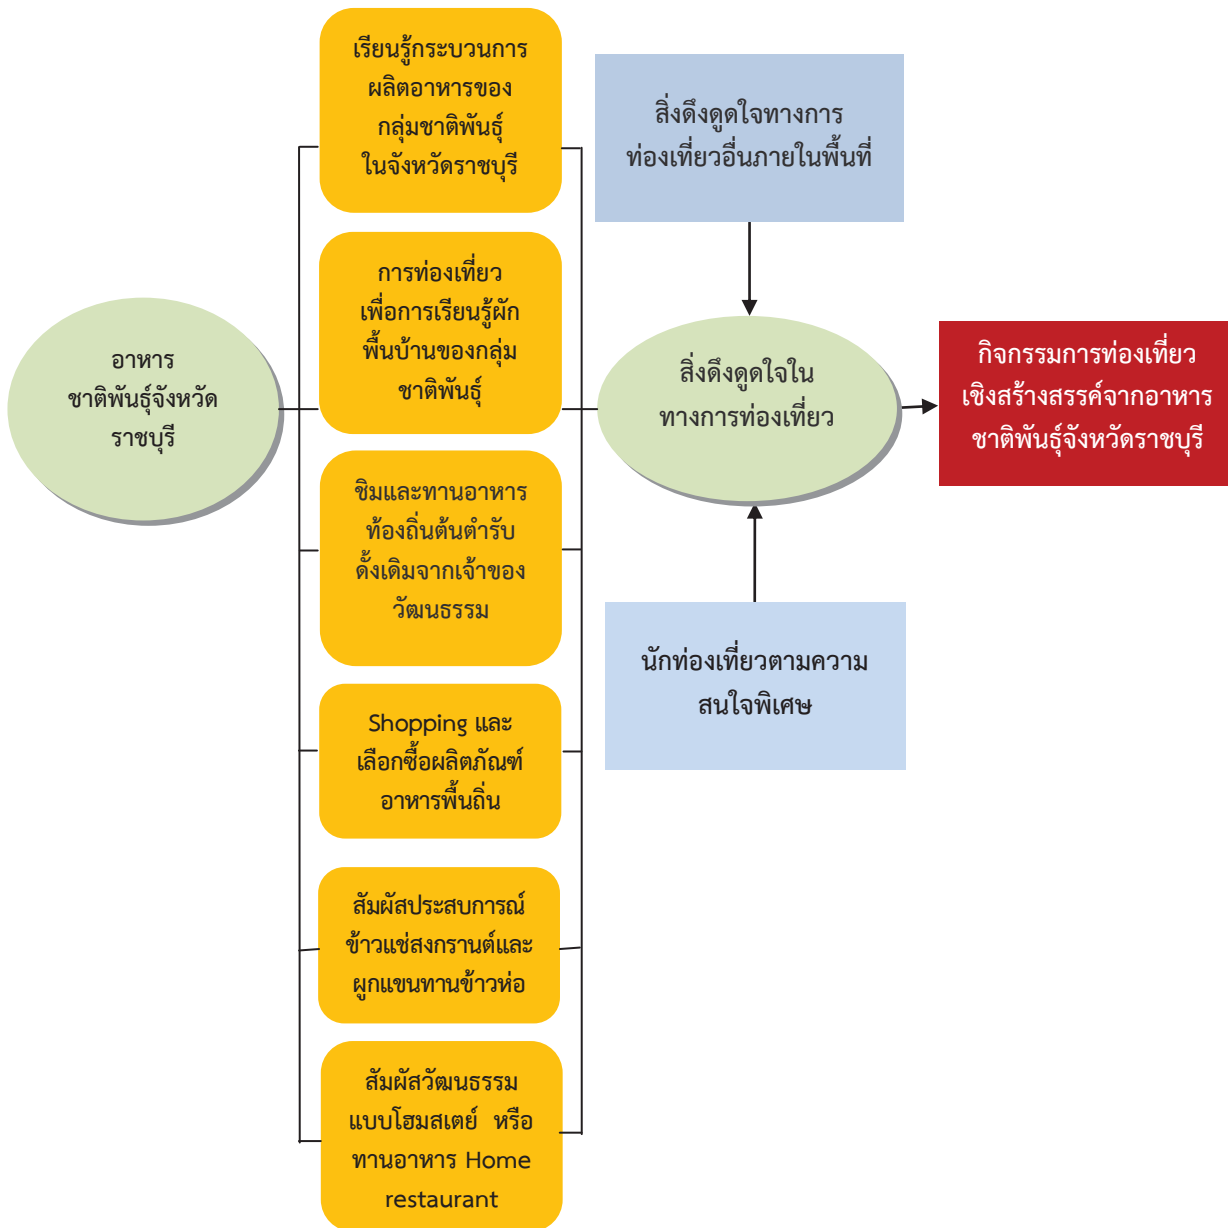 อาหาร
ชาติพันธุ์จังหวัด
ราชบุรี
เรียนรู้กระบวนการ
ผลิตอาหารของ
กลุ่มชาติพันธุ์
ในจังหวัดราชบุรี
การท่องเที่ยว
เพื่อการเรียนรู้ผัก
พื้นบ้านของกลุ่ม
ชาติพันธุ์
ชิมและทานอาหาร
ท้องถิ่นต้นตำรับ
ดั้งเดิมจากเจ้าของ
วัฒนธรรม
Shopping และ
เลือกซื้อผลิตภัณฑ์
อาหารพื้นถิ่น
สัมผัสประสบการณ์
ข้าวแช่สงกรานต์และ
ผูกแขนทานข้าวห่อ
สัมผัสวัฒนธรรม
แบบโฮมสเตย์ หรือ
ทานอาหาร Home
restaurant
สิ่งดึงดูดใจทางการ
ท่องเที่ยวอื่นภายในพื้นที่
สิ่งดึงดูดใจใน
ทางการท่องเที่ยว
นักท่องเที่ยวตามความ
สนใจพิเศษ
กิจกรรมการท่องเที่ยว
เชิงสร้างสรรค์จากอาหาร
ชาติพันธุ์จังหวัดราชบุรี